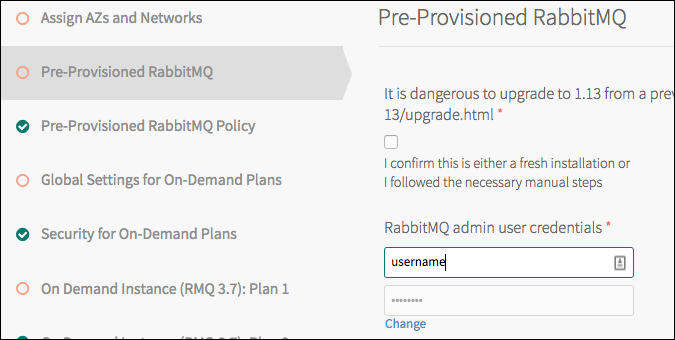 Assign AZs and Networks
Pre-Provisioned RabbitMQ
Pre-Provisioned RabbitMQ Policy
Global Settings for On-Demand Plans
Security for On-Demand Plans
On Demand Instance (RMQ 3.7): Plan 1
Pre-Provisioned RabbitMQ
It is dangerous to upgrade to 1.13 from a prev
13/upgrade.html *
I confirm this is either a fresh installation or
I followed the necessary manual steps
RabbitMQ admin user credentials *
username
••••••••
Change